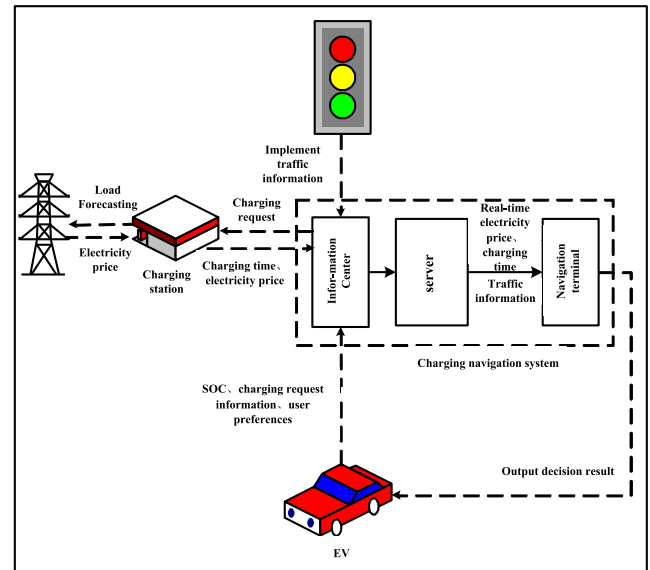 Implement
traffic
information
Load
Forecasting
Electricity
price
Charging
station
Charging
request
Charging time、
electricity price
Infor-mation
Center
server
Real-time
electricity
price、
charging
time
Traffic
information
Navigation
terminal
Charging navigation system
SOC、charging request
information、user
preferences
Output decision result
EV